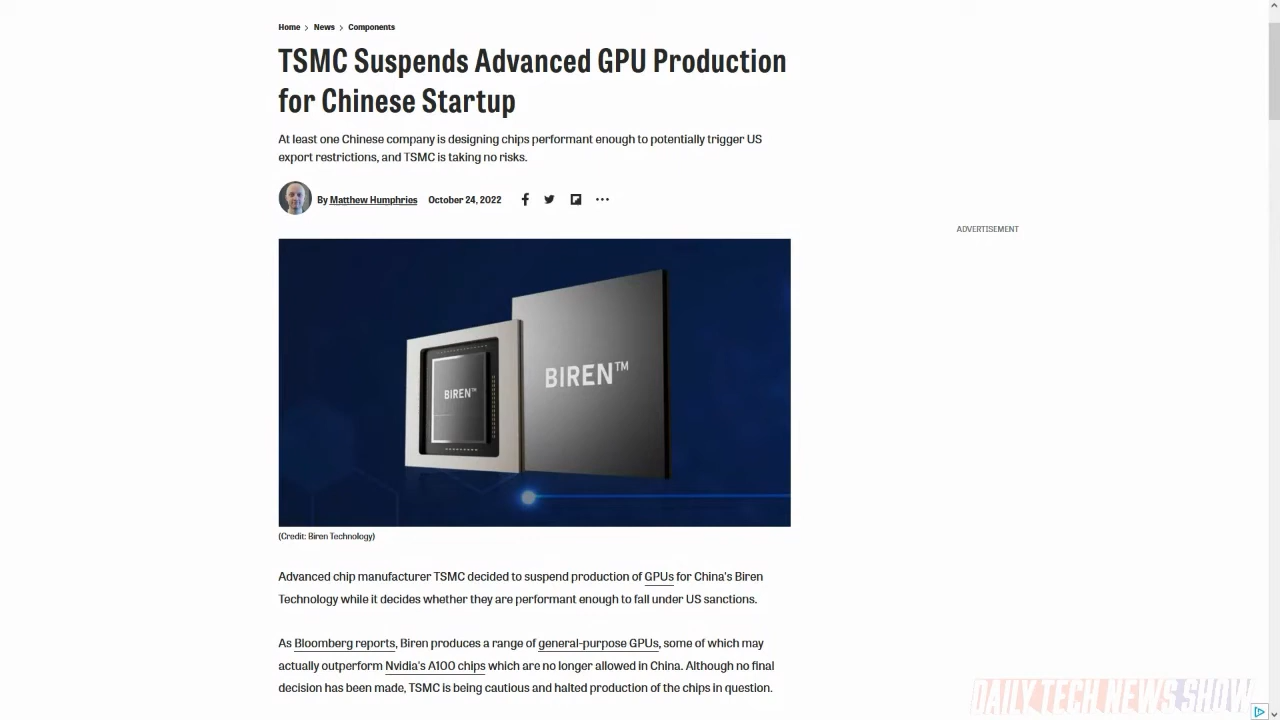 Home > News > Components
TSMC Suspends Advanced GPU Production
for Chinese Startup
At least one Chinese company is designing chips performant enough to potentially trigger US
export restrictions, and TSMC is taking no risks.
By Matthew Humphries October 24, 2022
ADVERTISEMENT
BIREN™
BIREN™
(Credit: Biren Technology)
Advanced chip manufacturer TSMC decided to suspend production of GPUs for China's Biren
Technology while it decides whether they are performant enough to fall under US sanctions.
As Bloomberg reports, Biren produces a range of general-purpose GPUs, some of which may
actually outperform Nvidia's A100 chips which are no longer allowed in China. Although no final
decision has been made, TSMC is being cautious and halted production of the chips in question.
DAILY TECH NEWS SHOW